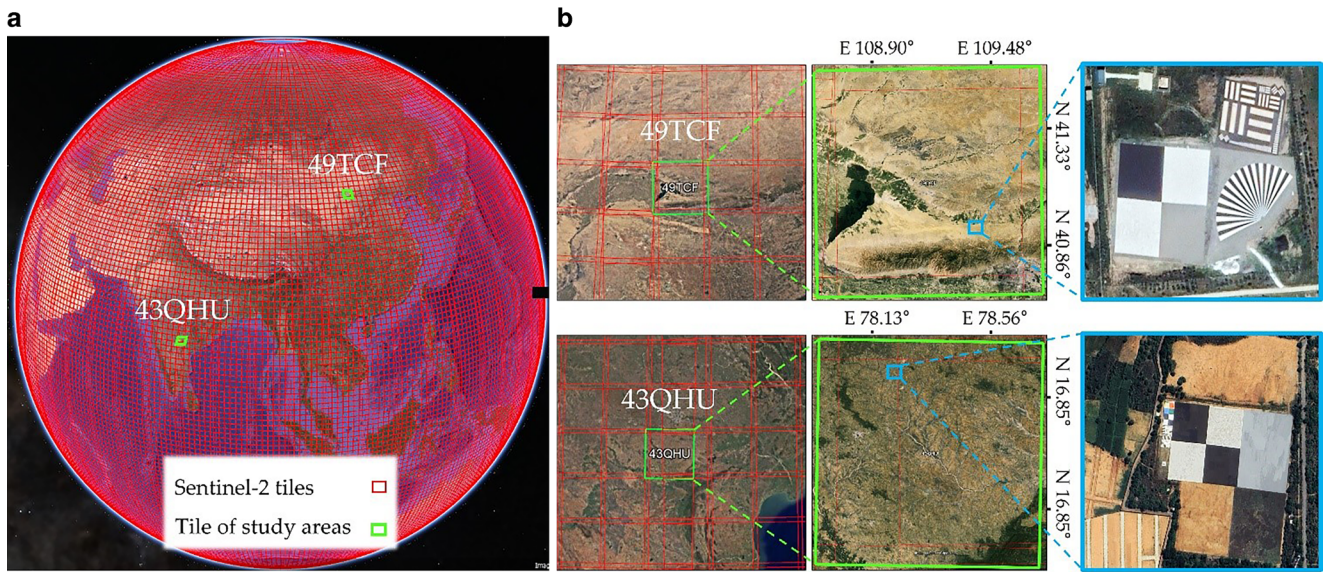 a
b
49TCF
43QHU
Sentinel-2 tiles
Tile of study areas
Imag
49TCF
49TCF
E 108.90°
E 109.48°
N 41.33°
N 40.86°
43QHU
43QHU
E 78.13°
E 78.56°
N 16.85°
N 16.85°